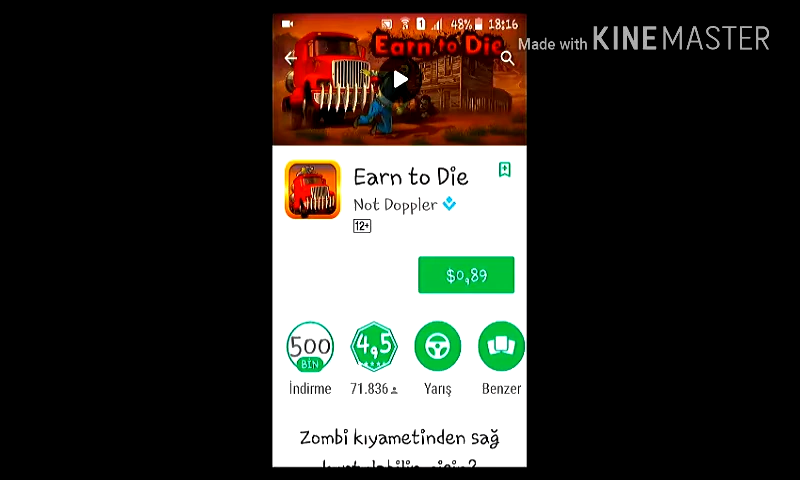 48% 18:16
Earn to Die
Made with KINEMASTER
Earn to Die
Not Doppler
12+
$0,89
500
BİN
4,5
İndirme
71.836
Yarış
Benzer
Zombi kıyametinden sağ